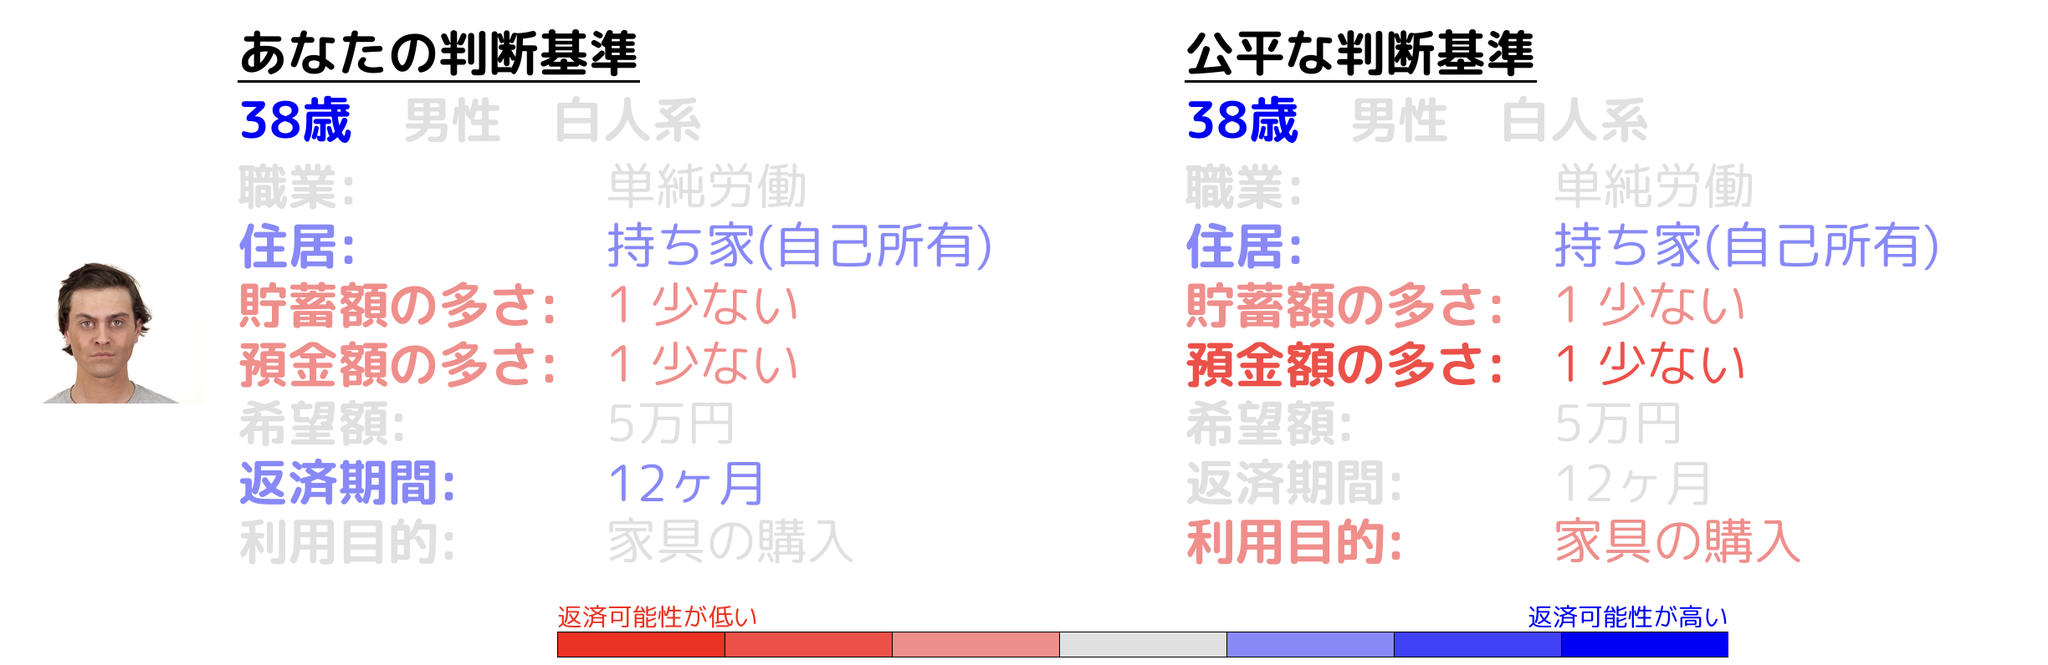 あなたの判断基準
38歳 男性 白人系
職業: 単純労働
住居: 持ち家(自己所有)
貯蓄額の多さ: 1 少ない
預金額の多さ: 1 少ない
希望額: 5万円
返済期間: 12ヶ月
利用目的: 家具の購入
公平な判断基準
38歳 男性 白人系
職業: 単純労働
住居: 持ち家(自己所有)
貯蓄額の多さ: 1 少ない
預金額の多さ: 1 少ない
希望額: 5万円
返済期間: 12ヶ月
利用目的: 家具の購入
返済可能性が低い
返済可能性が高い